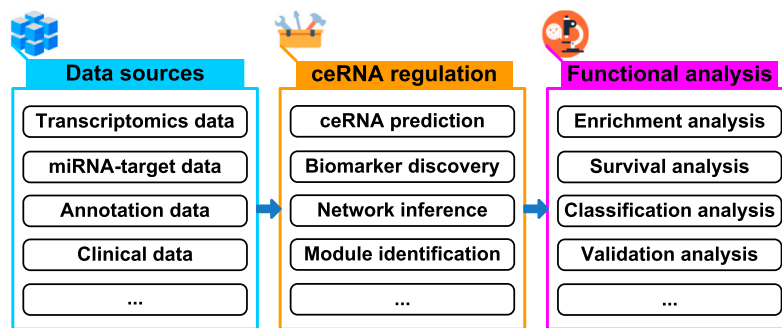 Data sources
Transcriptomics data
miRNA-target data
Annotation data
Clinical data
...
ceRNA regulation
ceRNA prediction
Biomarker discovery
Network inference
Module identification
...
Functional analysis
Enrichment analysis
Survival analysis
Classification analysis
Validation analysis
...